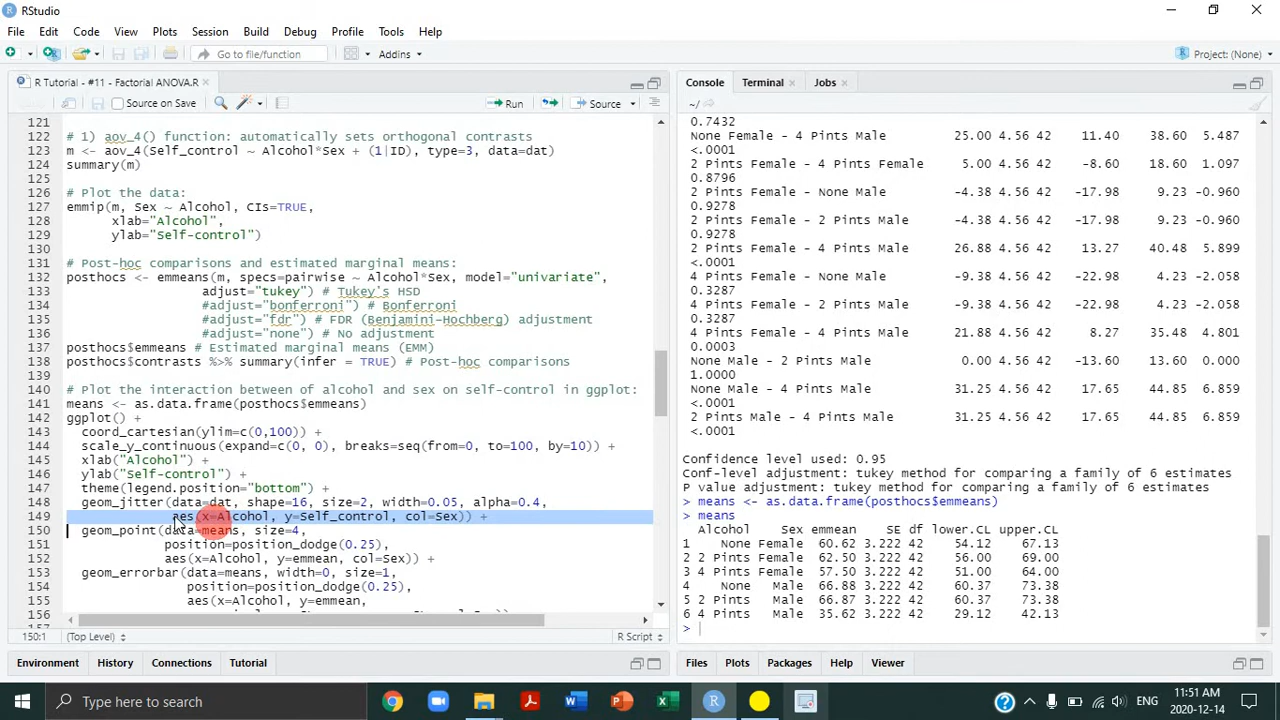 RStudio
File Edit Code View Plots Session Build Debug Profile Tools Help
Go to file/function Addins Project: (None)
R Tutorial - #11 - Factorial ANOVA.R
Source on Save Run Source
121
122 # 1) aov_4() function: automatically sets orthogonal contrasts
123 m <- aov_4(Self_control ~ Alcohol*Sex + (1|ID), type=3, data=dat)
124 summary(m)
125
126 # Plot the data:
127 emmip(m, Sex ~ Alcohol, CIs=TRUE,
128 xlab="Alcohol",
129 ylab="Self-control")
130
131 # Post-hoc comparisons and estimated marginal means:
132 posthocs <- emmeans(m, specs=pairwise ~ Alcohol*Sex, model="univariate",
133 adjust="tukey") # Tukey's HSD
134 #adjust="bonferroni") # Bonferroni
135 #adjust="fdr") # FDR (Benjamini-Hochberg) adjustment
136 #adjust="none") # No adjustment
137 posthocs$emmeans # Estimated marginal means (EMM)
138 posthocs$contrasts %>% summary(infer = TRUE) # Post-hoc comparisons
139
140 # Plot the interaction between of alcohol and sex on self-control in ggplot:
141 means <- as.data.frame(posthocs$emmeans)
142 ggplot() +
143 coord_cartesian(ylim=c(0,100)) +
144 scale_y_continuous(expand=c(0, 0), breaks=seq(from=0, to=100, by=10)) +
145 xlab("Alcohol") +
146 ylab("Self-control") +
147 theme(legend.position="bottom") +
148 geom_jitter(data=dat, shape=16, size=2, width=0.05, alpha=0.4,
149 aes(x=Alcohol, y=Self_control, col=Sex)) +
150 geom_point(data=means, size=4,
151 position=position_dodge(0.25),
152 aes(x=Alcohol, y=emmean, col=Sex)) +
153 geom_errorbar(data=means, width=0, size=1,
154 position=position_dodge(0.25),
155 aes(x=Alcohol, y=emmean,
156
150:1 (Top Level) R Script
Environment History Connections Tutorial
Console Terminal Jobs
~/
0.7432
None Female - 4 Pints Male 25.00 4.56 42 11.40 38.60 5.487
<.0001
2 Pints Female - 4 Pints Female 5.00 4.56 42 -8.60 18.60 1.097
0.8796
2 Pints Female - None Male -4.38 4.56 42 -17.98 9.23 -0.960
0.9278
2 Pints Female - 2 Pints Male -4.38 4.56 42 -17.98 9.23 -0.960
0.9278
2 Pints Female - 4 Pints Male 26.88 4.56 42 13.27 40.48 5.899
<.0001
4 Pints Female - None Male -9.38 4.56 42 -22.98 4.23 -2.058
0.3287
4 Pints Female - 2 Pints Male -9.38 4.56 42 -22.98 4.23 -2.058
0.3287
4 Pints Female - 4 Pints Male 21.88 4.56 42 8.27 35.48 4.801
0.0003
None Male - 2 Pints Male 0.00 4.56 42 -13.60 13.60 0.000
1.0000
None Male - 4 Pints Male 31.25 4.56 42 17.65 44.85 6.859
<.0001
2 Pints Male - 4 Pints Male 31.25 4.56 42 17.65 44.85 6.859
<.0001
Confidence level used: 0.95
Conf-level adjustment: tukey method for comparing a family of 6 estimates
P value adjustment: tukey method for comparing a family of 6 estimates
> means <- as.data.frame(posthocs$emmeans)
> means
Alcohol Sex emmean SE df lower.CL upper.CL
1 None Female 60.62 3.222 42 54.12 67.13
2 2 Pints Female 62.50 3.222 42 56.00 69.00
3 4 Pints Female 57.50 3.222 42 51.00 64.00
4 None Male 66.88 3.222 42 60.37 73.38
5 2 Pints Male 66.87 3.222 42 60.37 73.38
6 4 Pints Male 35.62 3.222 42 29.12 42.13
>
Files Plots Packages Help Viewer
Type here to search
ENG
11:51 AM
2020-12-14